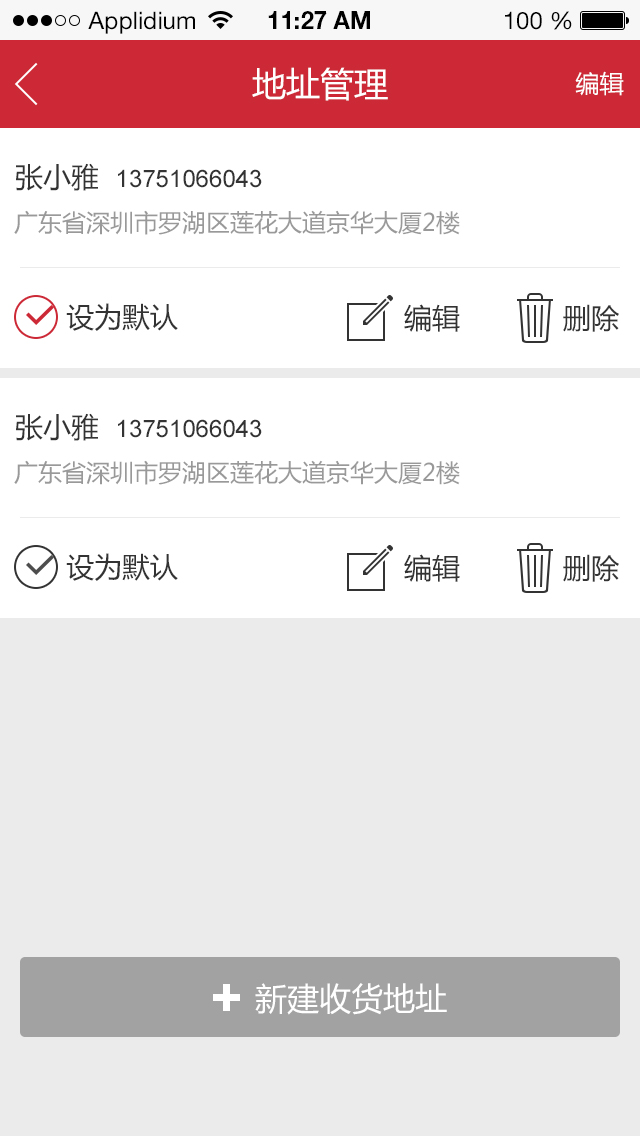 Applidium 11:27 AM 100 %
地址管理 编辑
张小雅 13751066043
广东省深圳市罗湖区莲花大道京华大厦2楼
设为默认 编辑 删除
张小雅 13751066043
广东省深圳市罗湖区莲花大道京华大厦2楼
设为默认 编辑 删除
新建收货地址